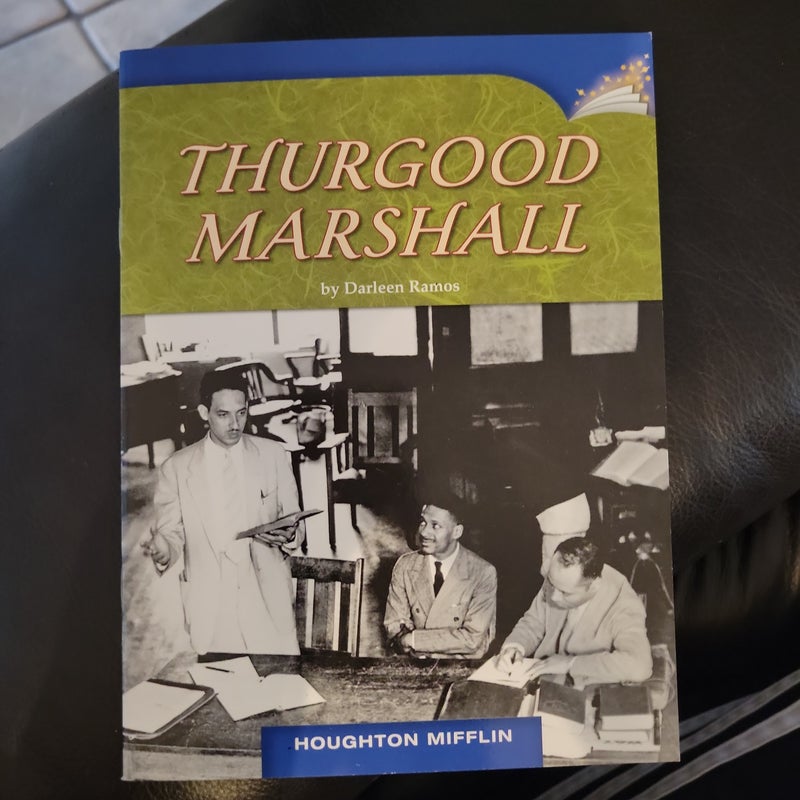 THURGOOD
MARSHALL
by Darleen Ramos
HOUGHTON MIFFLIN